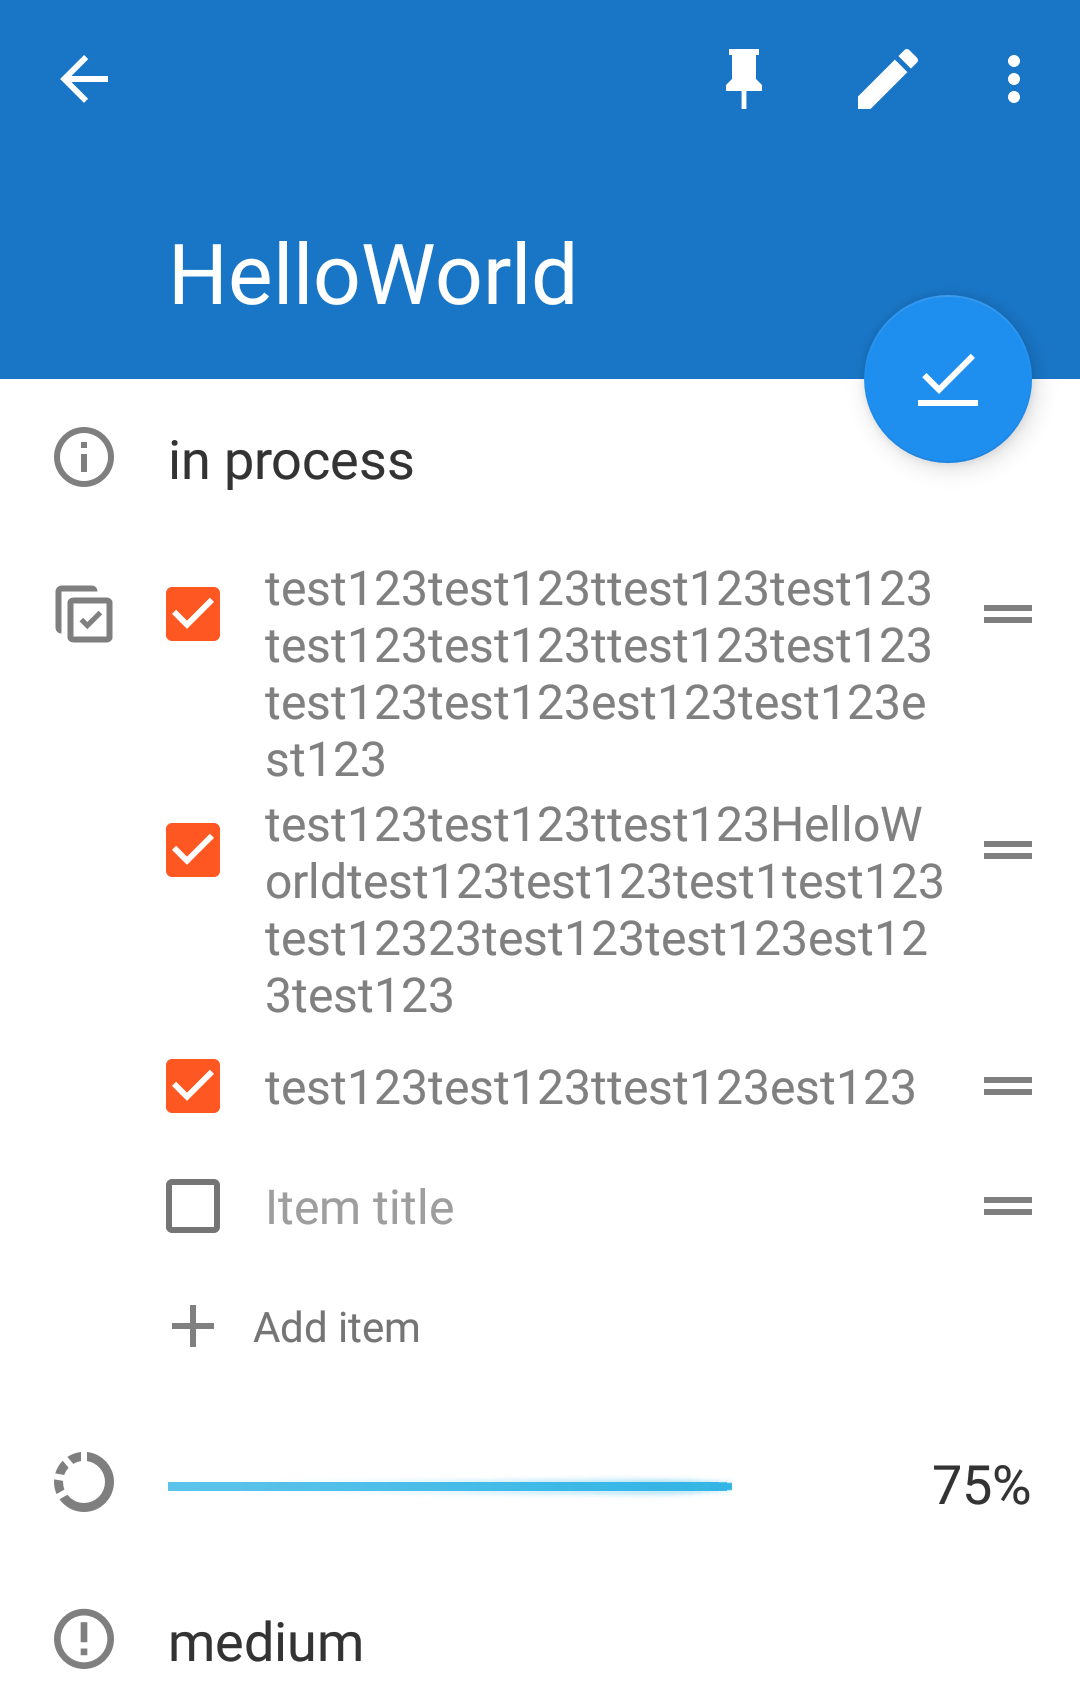 HelloWorld
in process
test123test123ttest123test123
test123test123ttest123test123
test123test123est123test123e
st123
test123test123ttest123HelloW
orldtest123test123test1test123
test12323test123test123est12
3test123
test123test123ttest123est123
Item title
Add item
75%
medium